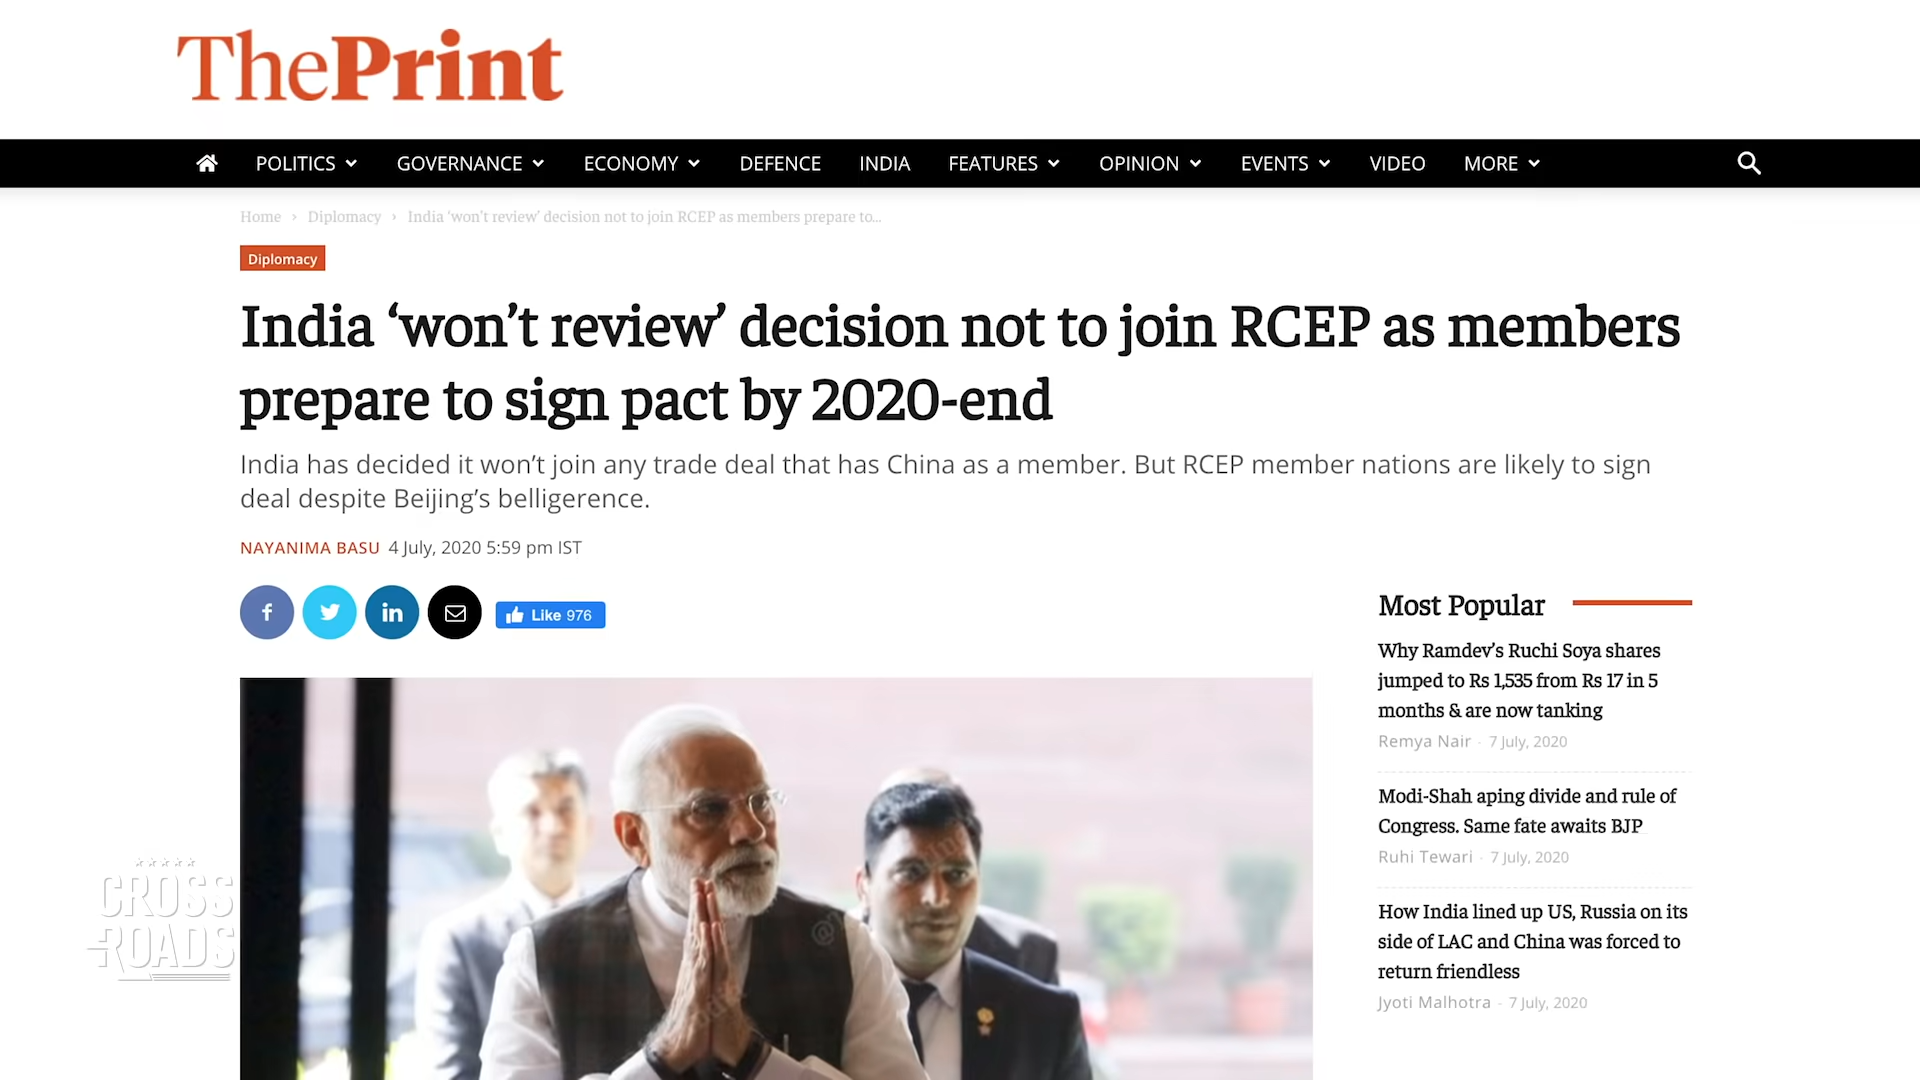 ThePrint
POLITICS GOVERNANCE ECONOMY DEFENCE INDIA FEATURES OPINION EVENTS VIDEO MORE
Home › Diplomacy › India ‘won’t review’ decision not to join RCEP as members prepare to...
Diplomacy
India ‘won’t review’ decision not to join RCEP as members
prepare to sign pact by 2020-end
India has decided it won’t join any trade deal that has China as a member. But RCEP member nations are likely to sign
deal despite Beijing’s belligerence.
NAYANIMA BASU 4 July, 2020 5:59 pm IST
Like 976
Most Popular
Why Ramdev’s Ruchi Soya shares
jumped to Rs 1,535 from Rs 17 in 5
months & are now tanking
Remya Nair - 7 July, 2020
Modi-Shah aping divide and rule of
Congress. Same fate awaits BJP
Ruhi Tewari - 7 July, 2020
How India lined up US, Russia on its
side of LAC and China was forced to
return friendless
Jyoti Malhotra - 7 July, 2020
CROSS
ROADS